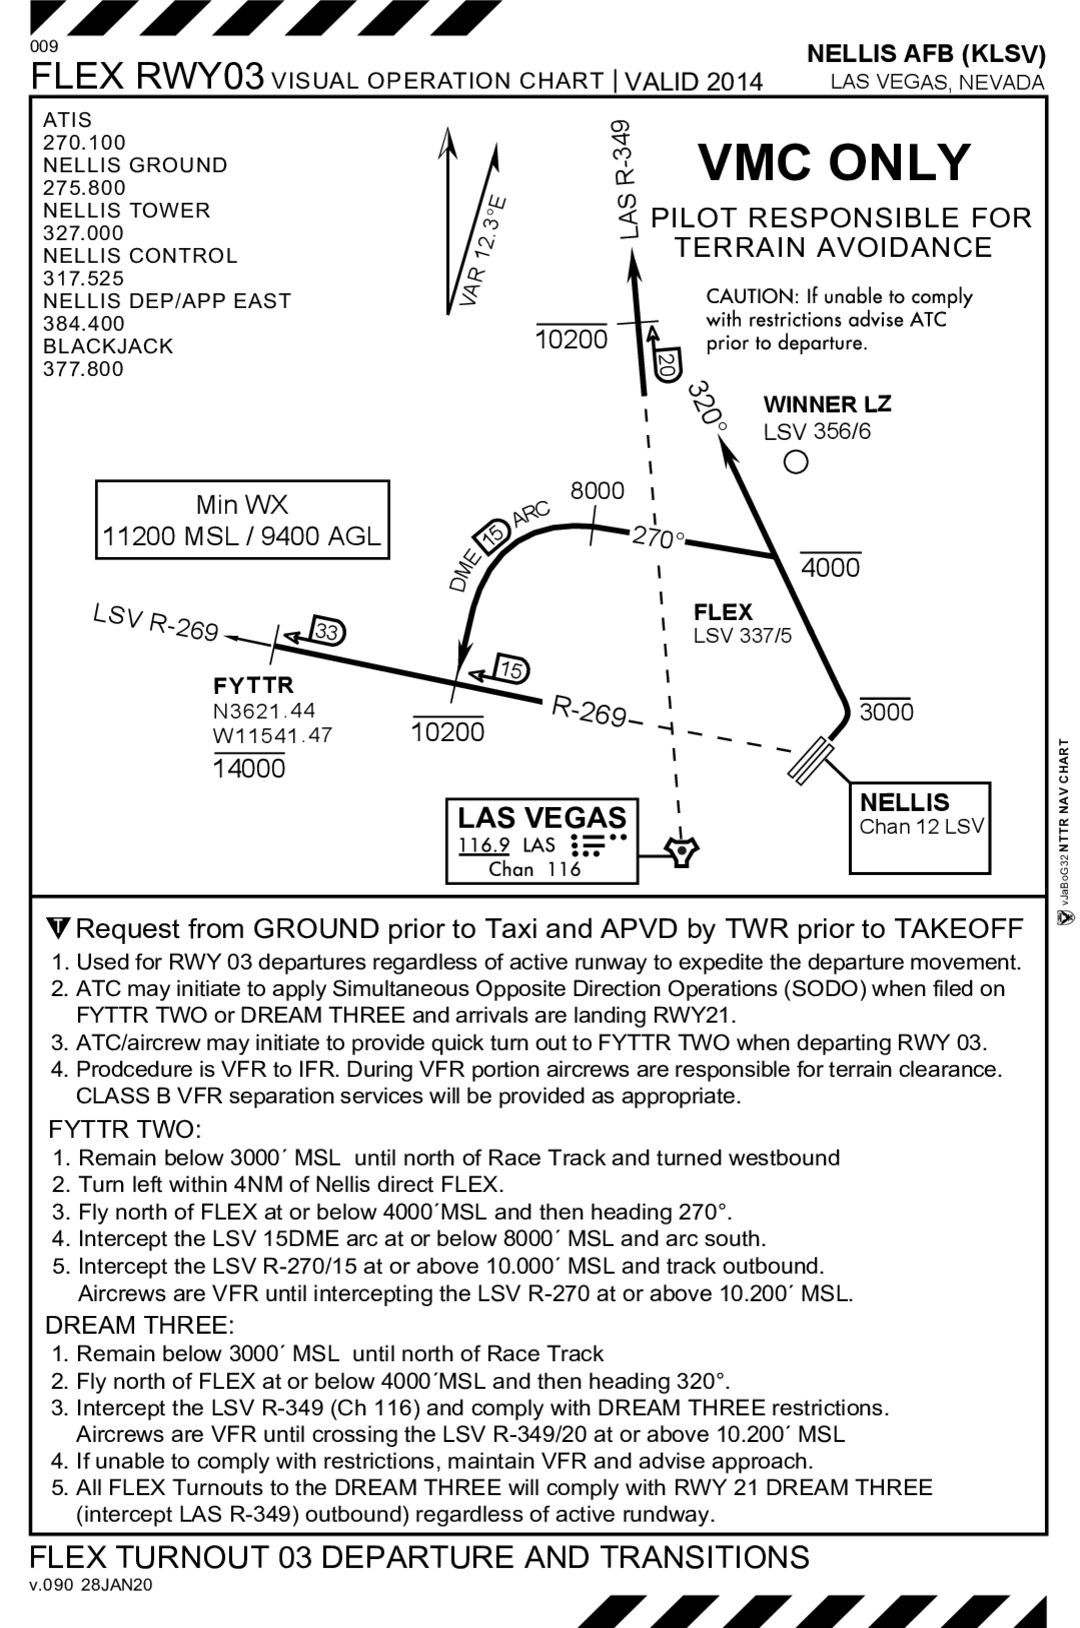 009
FLEX RWY03 VISUAL OPERATION CHART | VALID 2014
NELLIS AFB (KLSV)
LAS VEGAS, NEVADA
ATIS
270.100
NELLIS GROUND
275.800
NELLIS TOWER
327.000
NELLIS CONTROL
317.525
NELLIS DEP/APP EAST
384.400
BLACKJACK
377.800
VAR 12.3°E
LAS R-349
VMC ONLY
PILOT RESPONSIBLE FOR
TERRAIN AVOIDANCE
CAUTION: If unable to comply
with restrictions advise ATC
prior to departure.
10200
20
320°
WINNER LZ
LSV 356/6
Min WX
11200 MSL / 9400 AGL
8000
DME 15 ARC
270°
4000
FLEX
LSV 337/5
LSV R-269
33
15
FYTTR
N3621.44
W11541.47
14000
10200
R-269
3000
NELLIS
Chan 12 LSV
LAS VEGAS
116.9 LAS
Chan 116
vJaBoG32 NTTR NAV CHART
T Request from GROUND prior to Taxi and APVD by TWR prior to TAKEOFF
1. Used for RWY 03 departures regardless of active runway to expedite the departure movement.
2. ATC may initiate to apply Simultaneous Opposite Direction Operations (SODO) when filed on
FYTTR TWO or DREAM THREE and arrivals are landing RWY21.
3. ATC/aircrew may initiate to provide quick turn out to FYTTR TWO when departing RWY 03.
4. Prodcedure is VFR to IFR. During VFR portion aircrews are responsible for terrain clearance.
CLASS B VFR separation services will be provided as appropriate.
FYTTR TWO:
1. Remain below 3000´ MSL until north of Race Track and turned westbound
2. Turn left within 4NM of Nellis direct FLEX.
3. Fly north of FLEX at or below 4000´MSL and then heading 270°.
4. Intercept the LSV 15DME arc at or below 8000´ MSL and arc south.
5. Intercept the LSV R-270/15 at or above 10.000´ MSL and track outbound.
Aircrews are VFR until intercepting the LSV R-270 at or above 10.200´ MSL.
DREAM THREE:
1. Remain below 3000´ MSL until north of Race Track
2. Fly north of FLEX at or below 4000´MSL and then heading 320°.
3. Intercept the LSV R-349 (Ch 116) and comply with DREAM THREE restrictions.
Aircrews are VFR until crossing the LSV R-349/20 at or above 10.200´ MSL
4. If unable to comply with restrictions, maintain VFR and advise approach.
5. All FLEX Turnouts to the DREAM THREE will comply with RWY 21 DREAM THREE
(intercept LAS R-349) outbound) regardless of active rundway.
FLEX TURNOUT 03 DEPARTURE AND TRANSITIONS
v.090 28JAN20